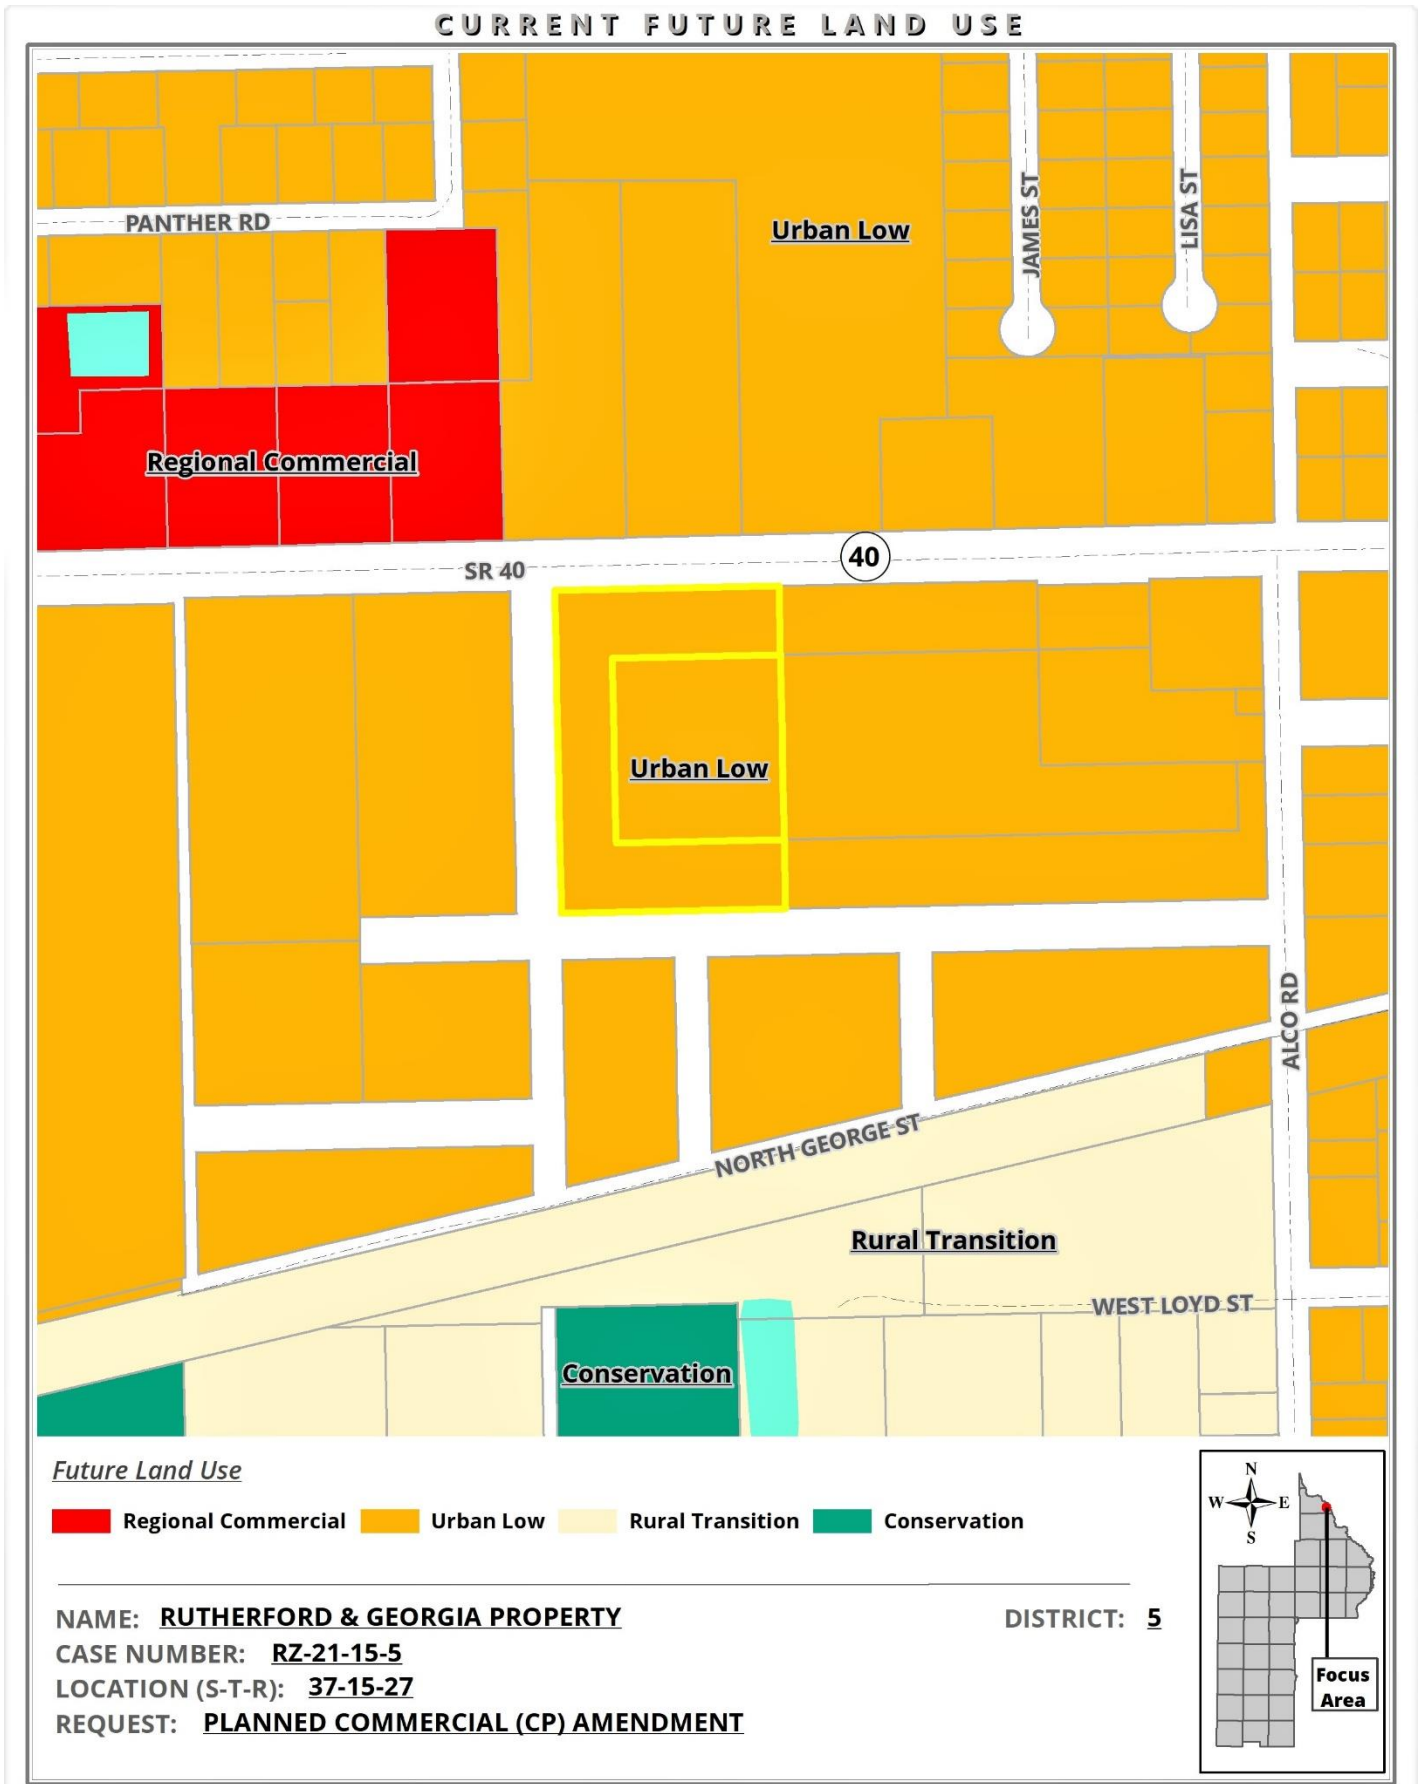 CURRENT FUTURE LAND USE
PANTHER RD
Urban Low
JAMES ST
LISA ST
Regional Commercial
SR 40
40
Urban Low
ALCO RD
NORTH GEORGE ST
Rural Transition
WEST LOYD ST
Conservation
Future Land Use
Regional Commercial Urban Low Rural Transition Conservation
N
W E
S
Focus
Area
NAME: RUTHERFORD & GEORGIA PROPERTY DISTRICT: 5
CASE NUMBER: RZ-21-15-5
LOCATION (S-T-R): 37-15-27
REQUEST: PLANNED COMMERCIAL (CP) AMENDMENT